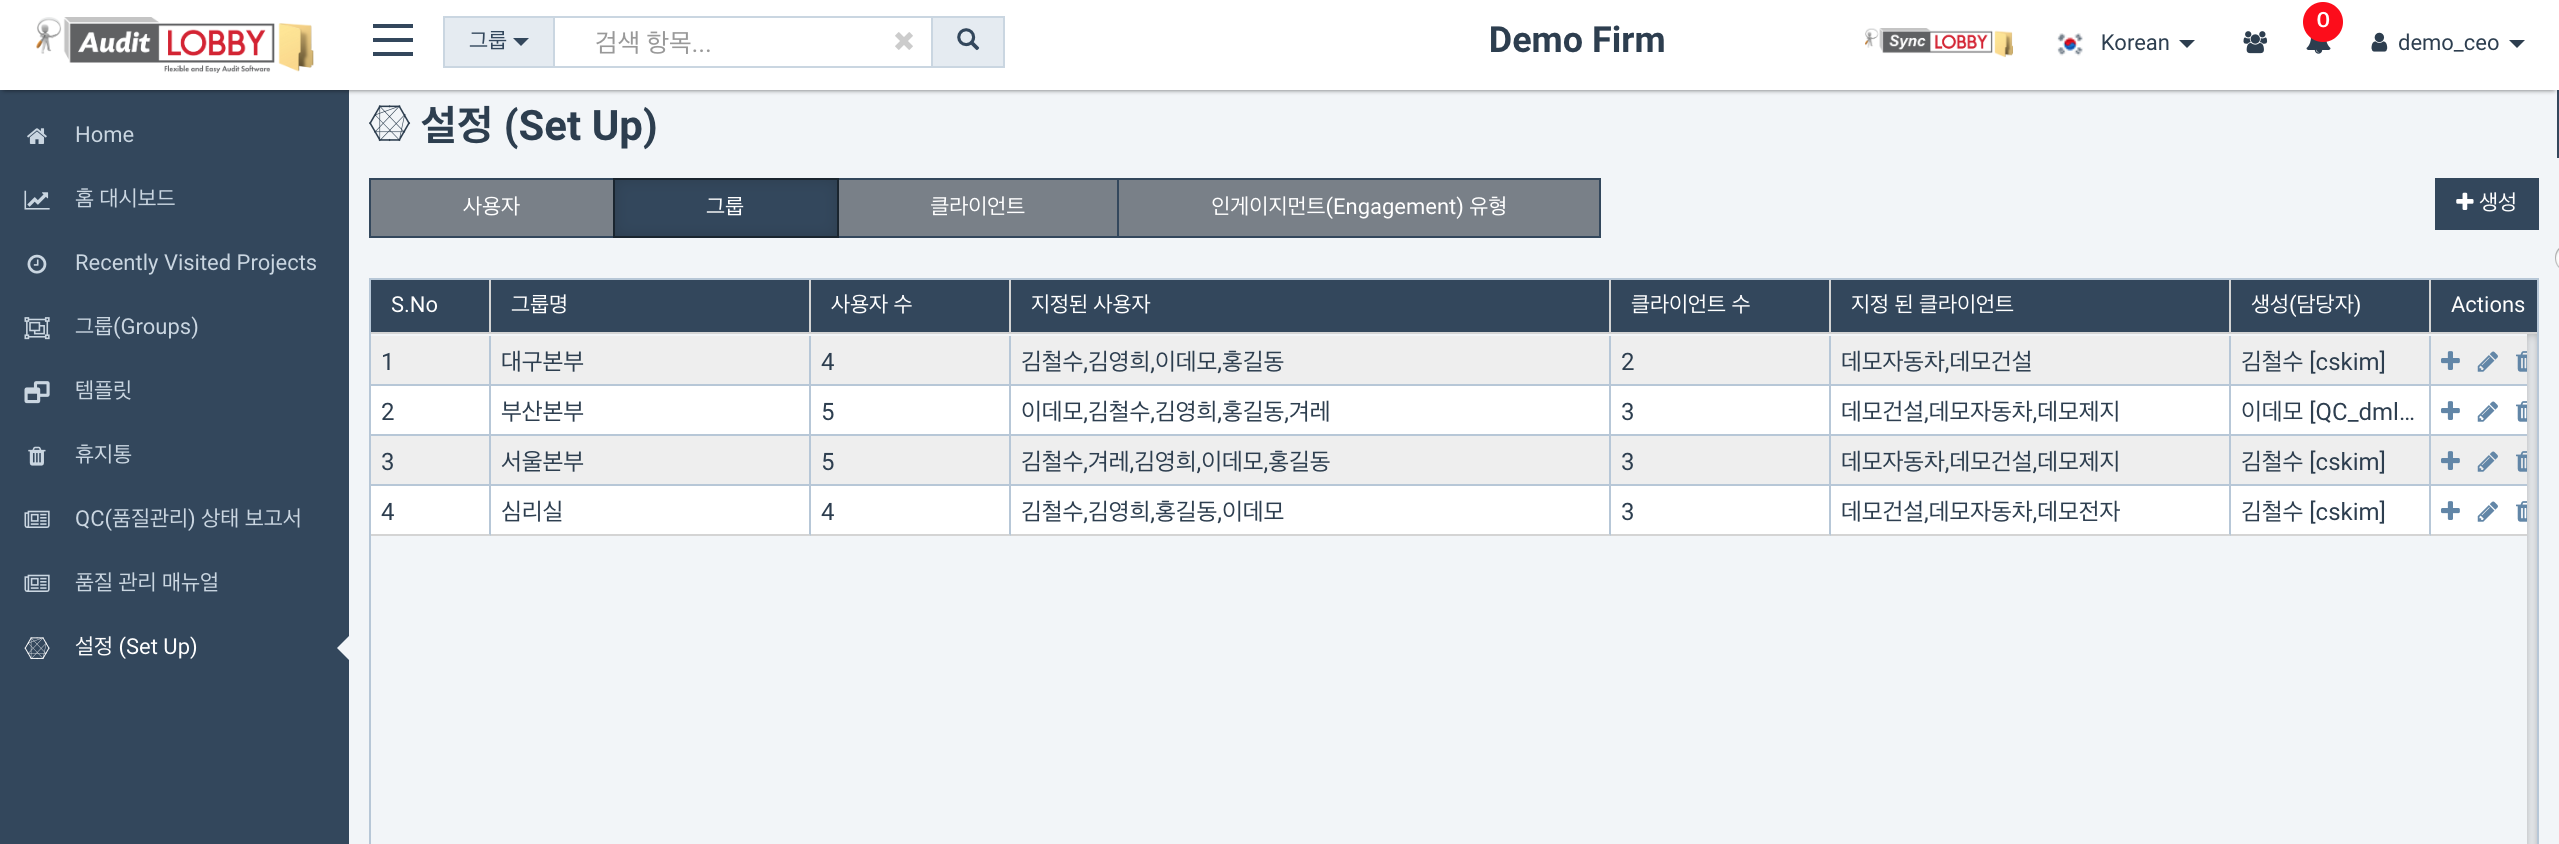 Audit LOBBY
Flexible and Easy Audit Software
그룹
검색 항목...
Demo Firm
Sync LOBBY
Korean
0
demo_ceo
Home
홈 대시보드
Recently Visited Projects
그룹(Groups)
템플릿
휴지통
QC(품질관리) 상태 보고서
품질 관리 매뉴얼
설정 (Set Up)
설정 (Set Up)
사용자 그룹 클라이언트 인게이지먼트(Engagement) 유형
생성
S.No 그룹명 사용자 수 지정된 사용자 클라이언트 수 지정 된 클라이언트 생성(담당자) Actions
1 대구본부 4 김철수,김영희,이데모,홍길동 2 데모자동차,데모건설 김철수 [cskim]
2 부산본부 5 이데모,김철수,김영희,홍길동,겨레 3 데모건설,데모자동차,데모제지 이데모 [QC_dml...
3 서울본부 5 김철수,겨레,김영희,이데모,홍길동 3 데모자동차,데모건설,데모제지 김철수 [cskim]
4 심리실 4 김철수,김영희,홍길동,이데모 3 데모건설,데모자동차,데모전자 김철수 [cskim]